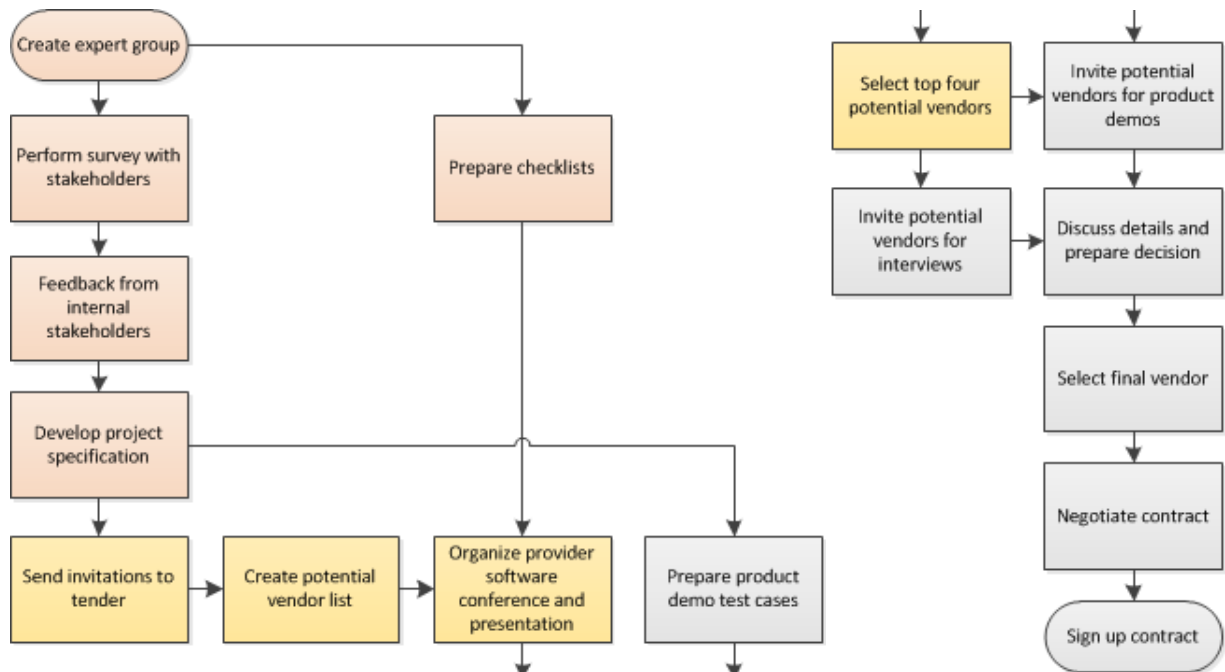 Create expert group
Perform survey with
stakeholders
Prepare checklists
Feedback from
internal
stakeholders
Develop project
specification
Send invitations to
tender
Create potential
vendor list
Organize provider
software
conference and
presentation
Prepare product
demo test cases
Select top four
potential vendors
Invite potential
vendors for product
demos
Invite potential
vendors for
interviews
Discuss details and
prepare decision
Select final vendor
Negotiate contract
Sign up contract